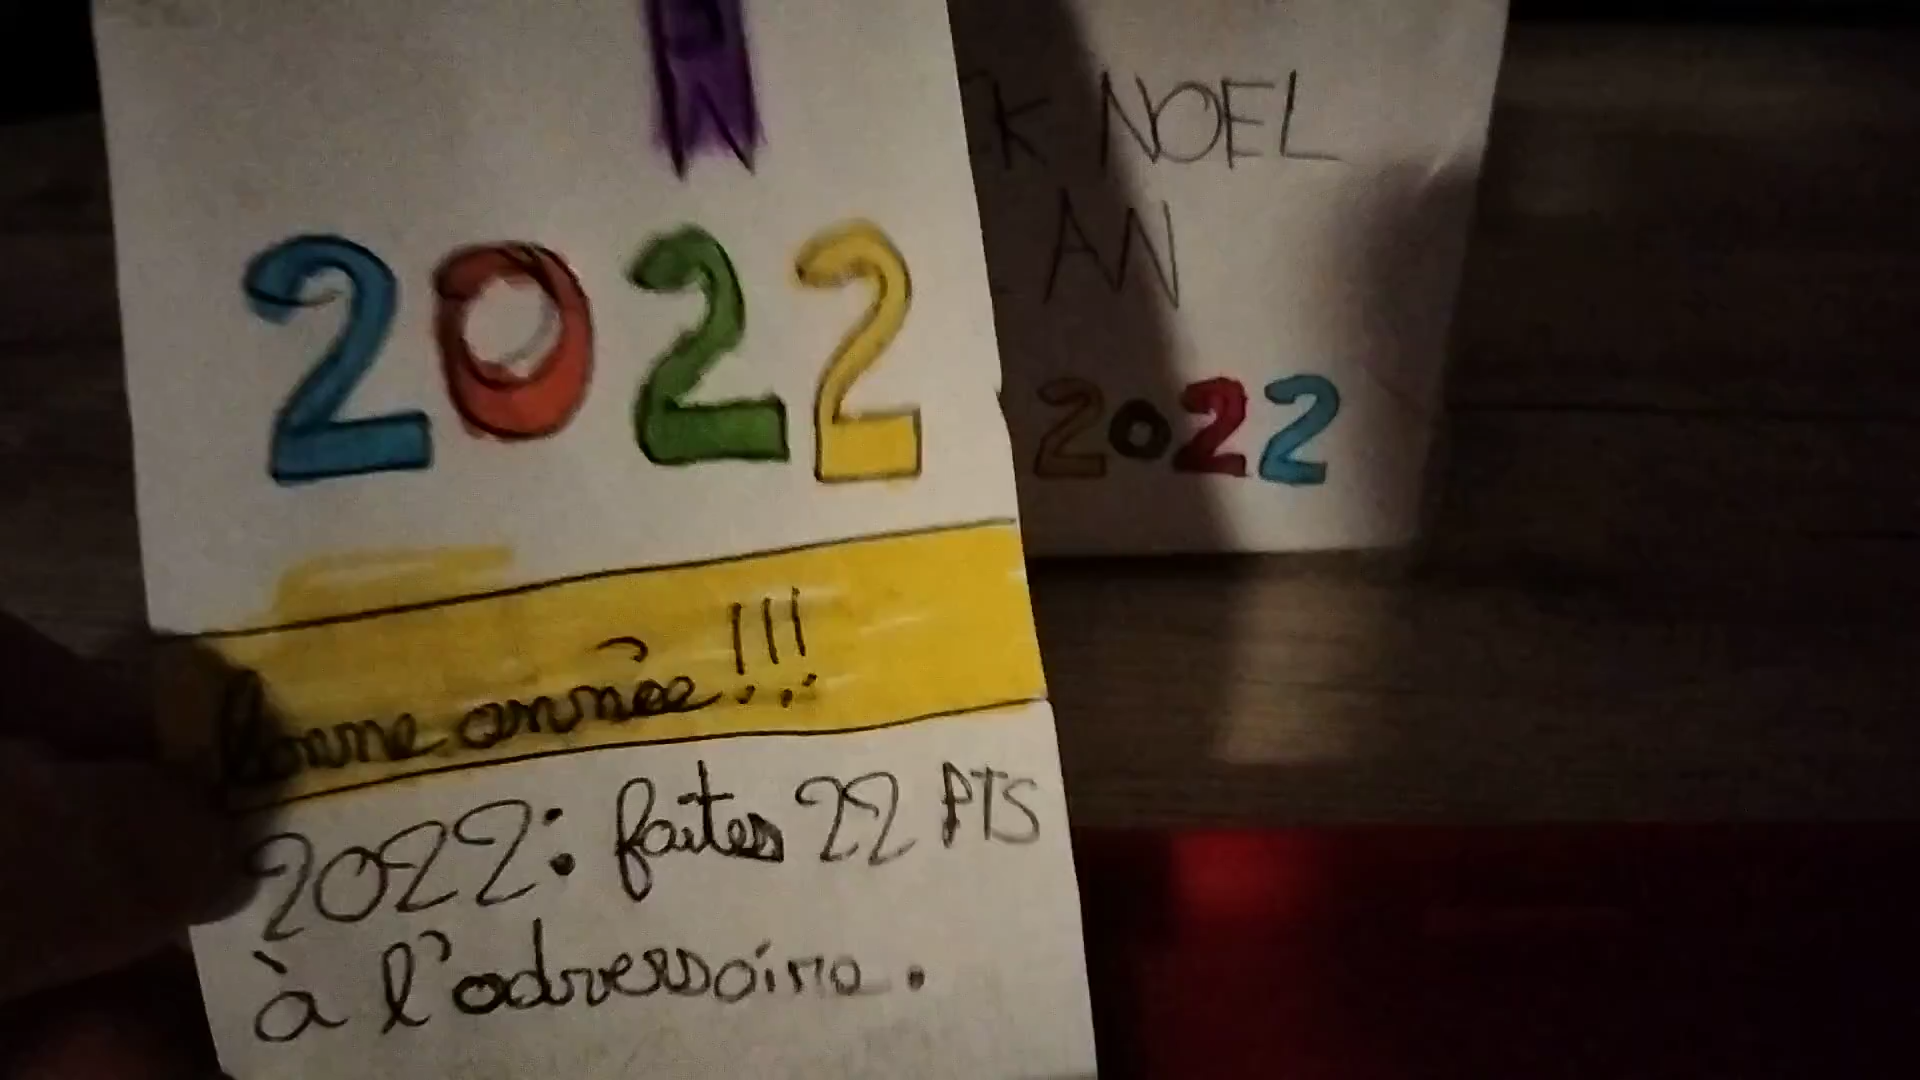 2022
bonne année!!!
2022: faites 22 PTS
à l'adversaire.
K NOEL
AN
2022